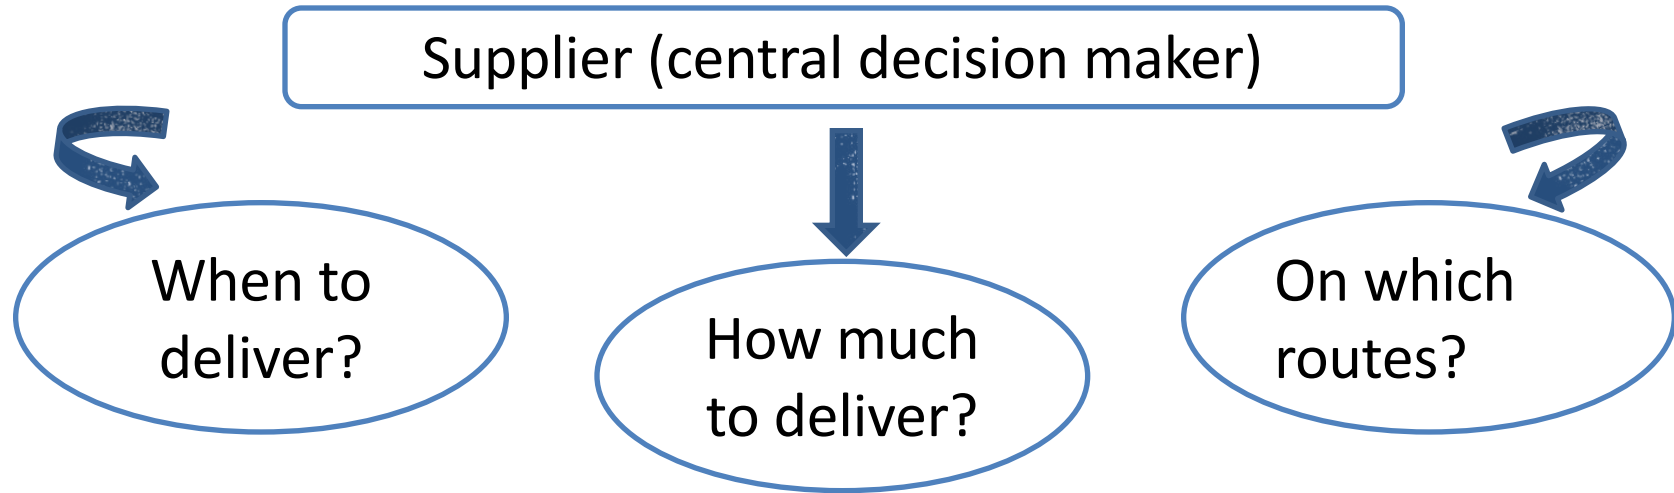 Supplier (central decision maker)
When to
deliver?
How much
to deliver?
On which
routes?